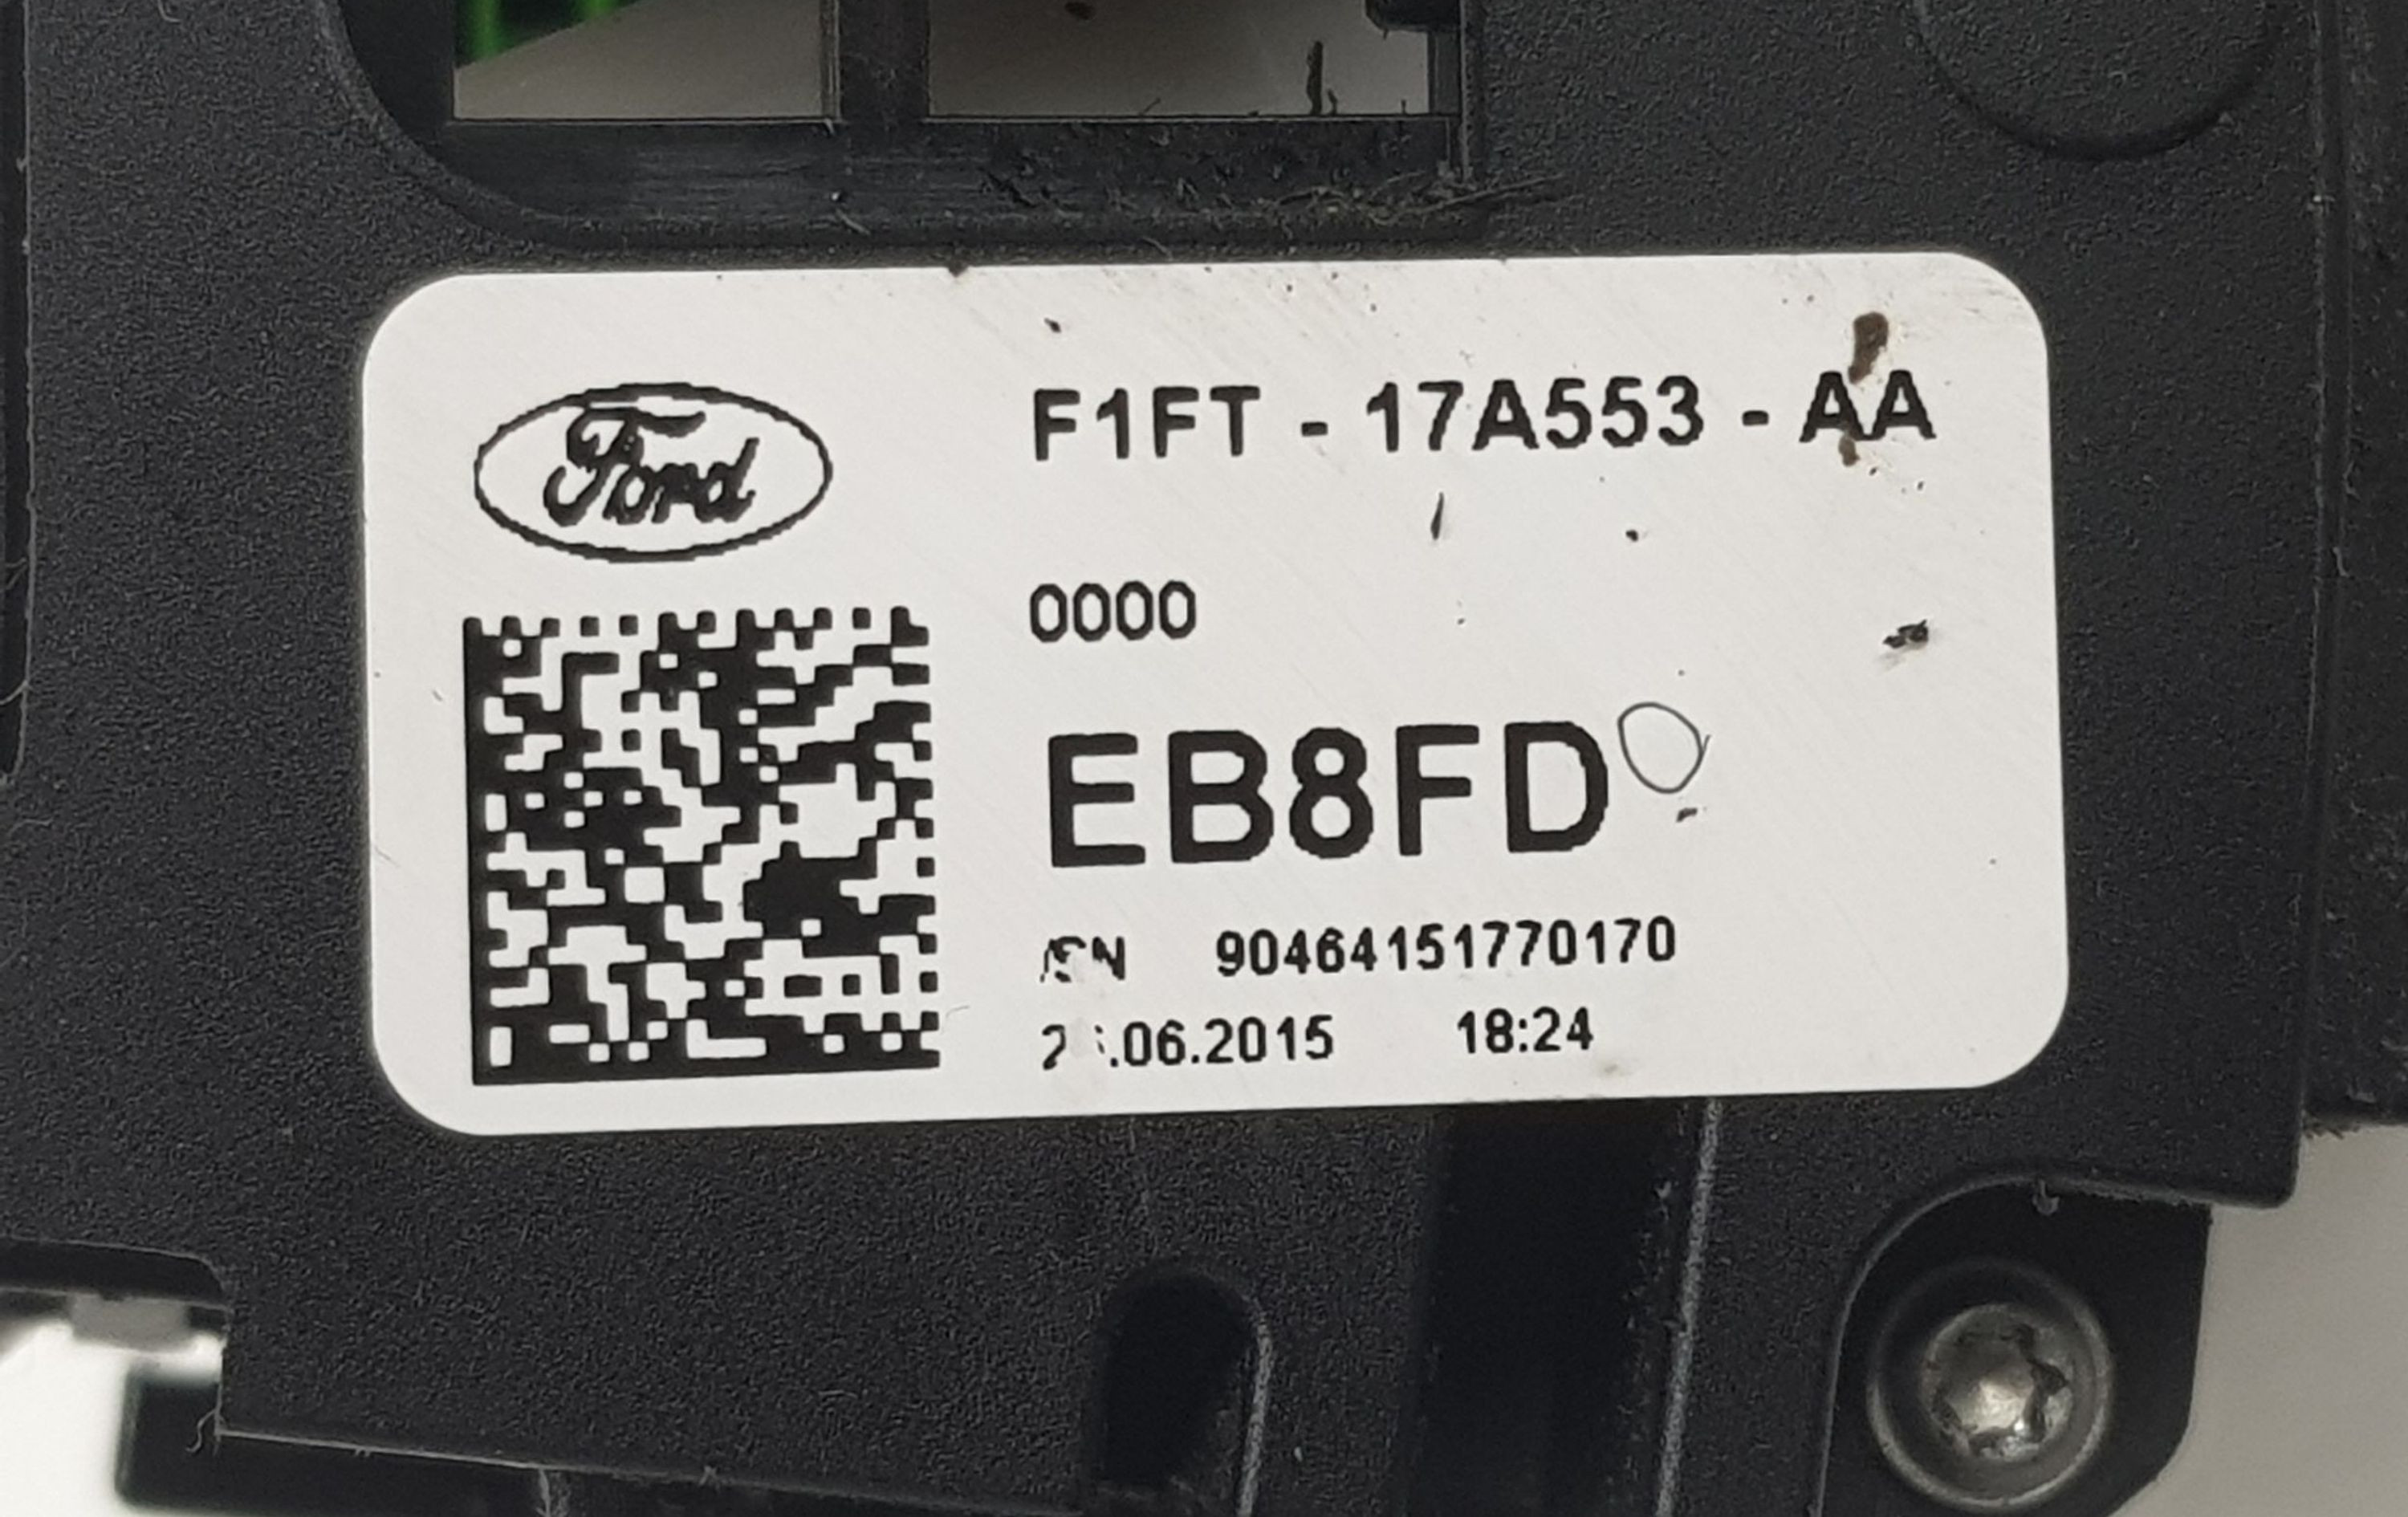 Ford
F1FT - 17A553 - AA
0000
EB8FD
90464151770170
.06.2015 18:24